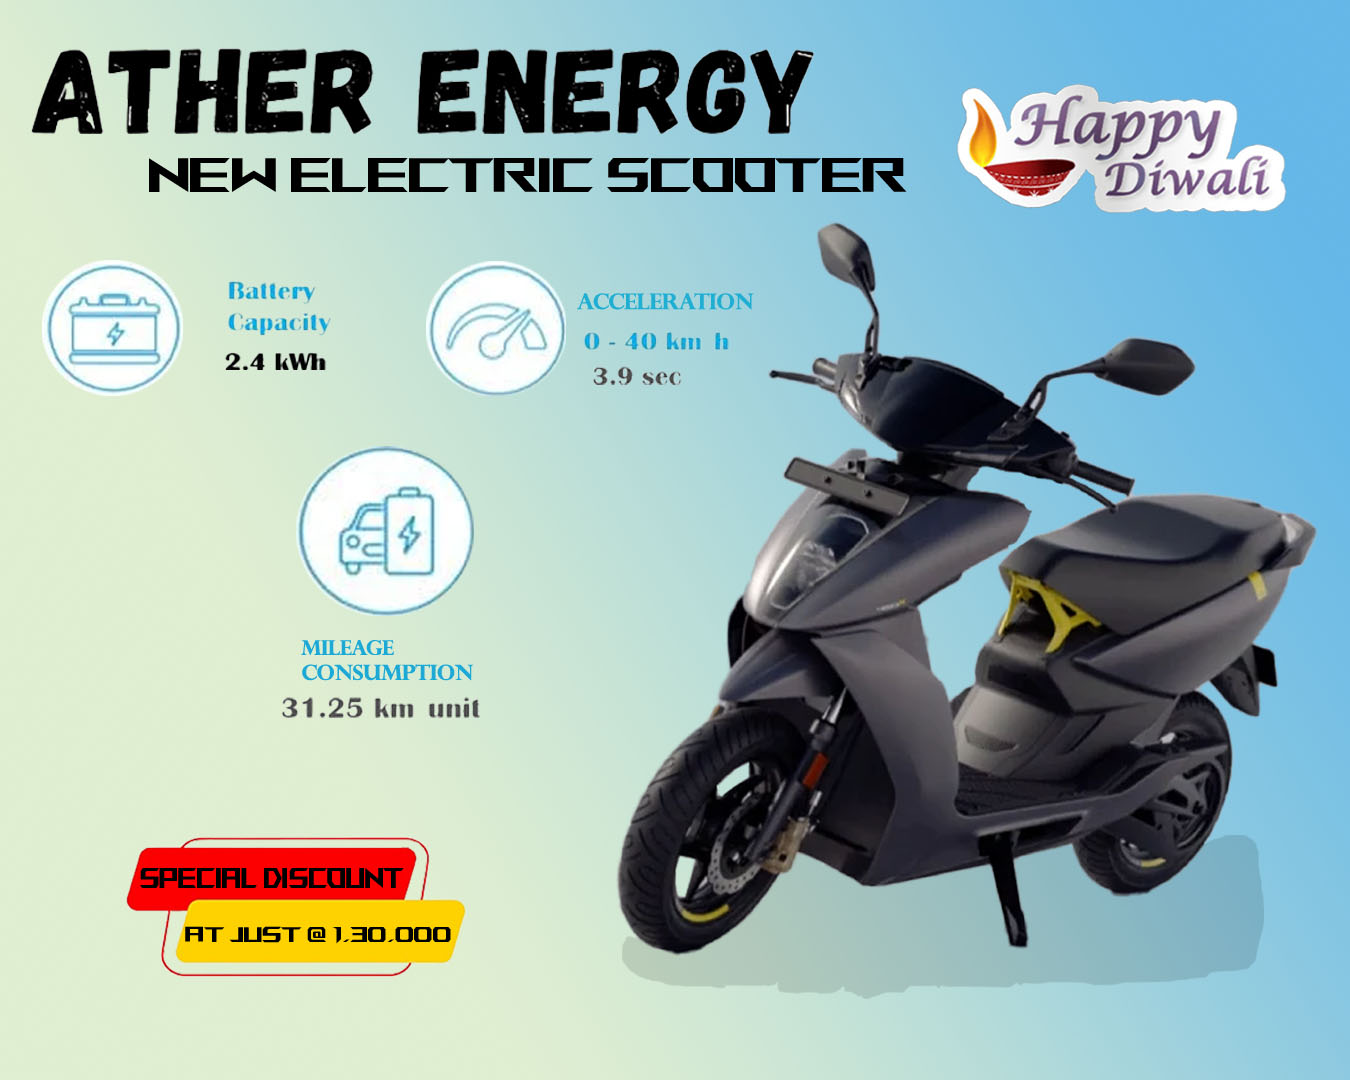 ATHER ENERGY
NEW ELECTRIC SCOOTER
Happy
Diwali
Battery
Capacity
2.4 kWh
ACCELERATION
0 - 40 km h
3.9 sec
MILEAGE
CONSUMPTION
31.25 km unit
SPECIAL DISCOUNT
AT JUST @ 1,30,000